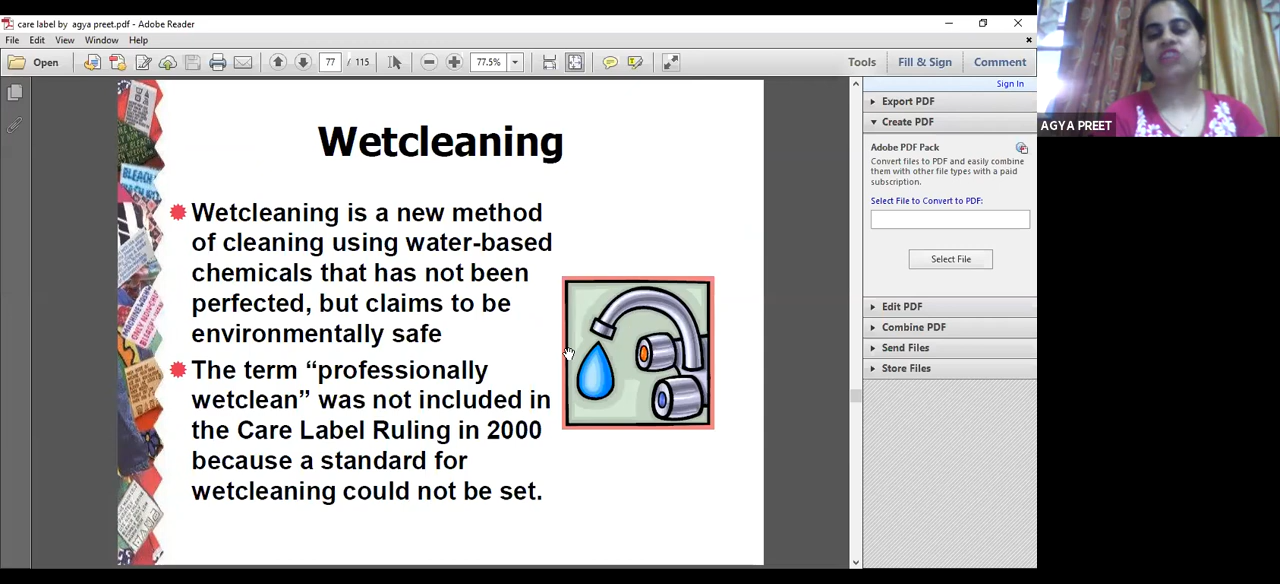 care label by agya preet.pdf - Adobe Reader
File Edit View Window Help
Open 77 / 115 77.5% Tools Fill & Sign Comment
Sign In
Export PDF
Create PDF
Adobe PDF Pack
Convert files to PDF and easily combine
them with other file types with a paid
subscription.
Select File to Convert to PDF:
Select File
Edit PDF
Combine PDF
Send Files
Store Files
Wetcleaning
Wetcleaning is a new method
of cleaning using water-based
chemicals that has not been
perfected, but claims to be
environmentally safe
The term “professionally
wetclean” was not included in
the Care Label Ruling in 2000
because a standard for
wetcleaning could not be set.
BLEACH
AGYA PREET